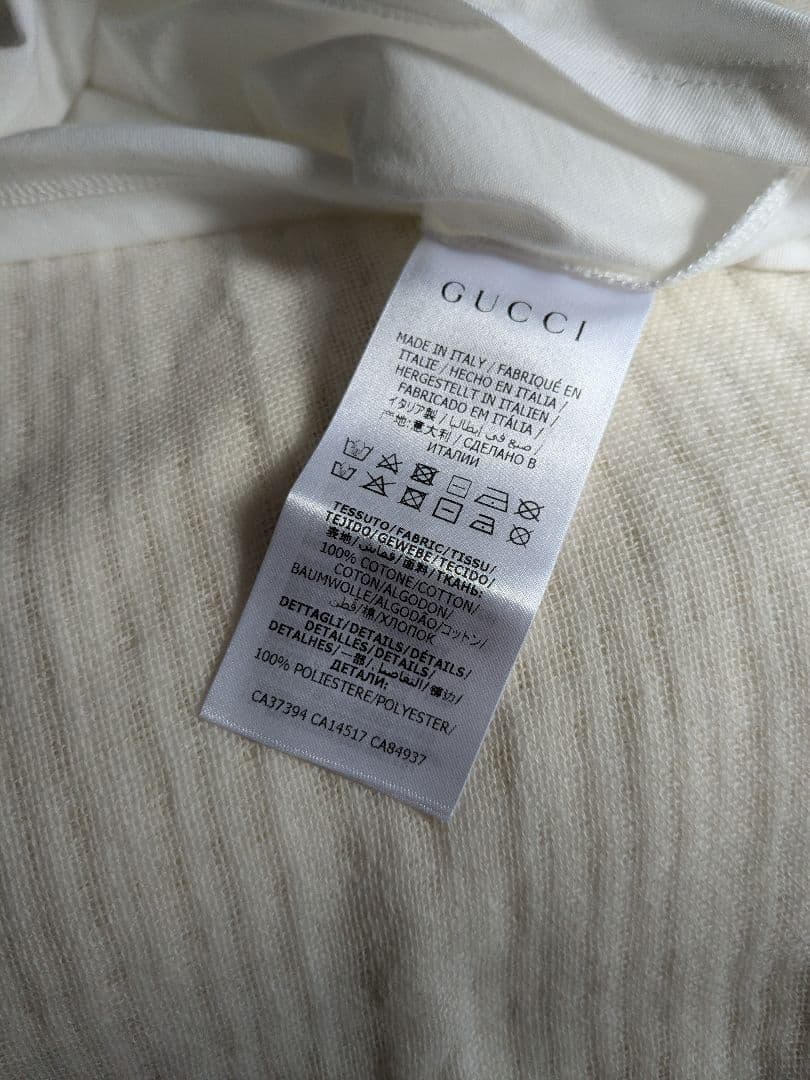 GUCCI
MADE IN ITALY / FABRIQUÉ EN
ITALIE / HECHO EN ITALIA /
HERGESTELLT IN ITALIEN /
FABRICADO EM ITÁLIA /
イタリア製 / صنع في إيطاليا /
产地:意大利 / СДЕЛАНО В
ИТАЛИИ
TESSUTO/FABRIC/TISSU/
TEJIDO/GEWEBE/TECIDO/
表地/قماش/面料/ТКАНЬ:
100% COTONE/COTTON/
COTON/ALGODON/
BAUMWOLLE/ALGODÃO/コットン/
قطن/棉/ХЛОПОК
DETTAGLI/DETAILS/DÉTAILS/
DETALLES/DETAILS/
DETALHES/一部/التفاصيل/镶边/
ДЕТАЛИ:
100% POLIESTERE/POLYESTER/
CA37394 CA14517 CA84937